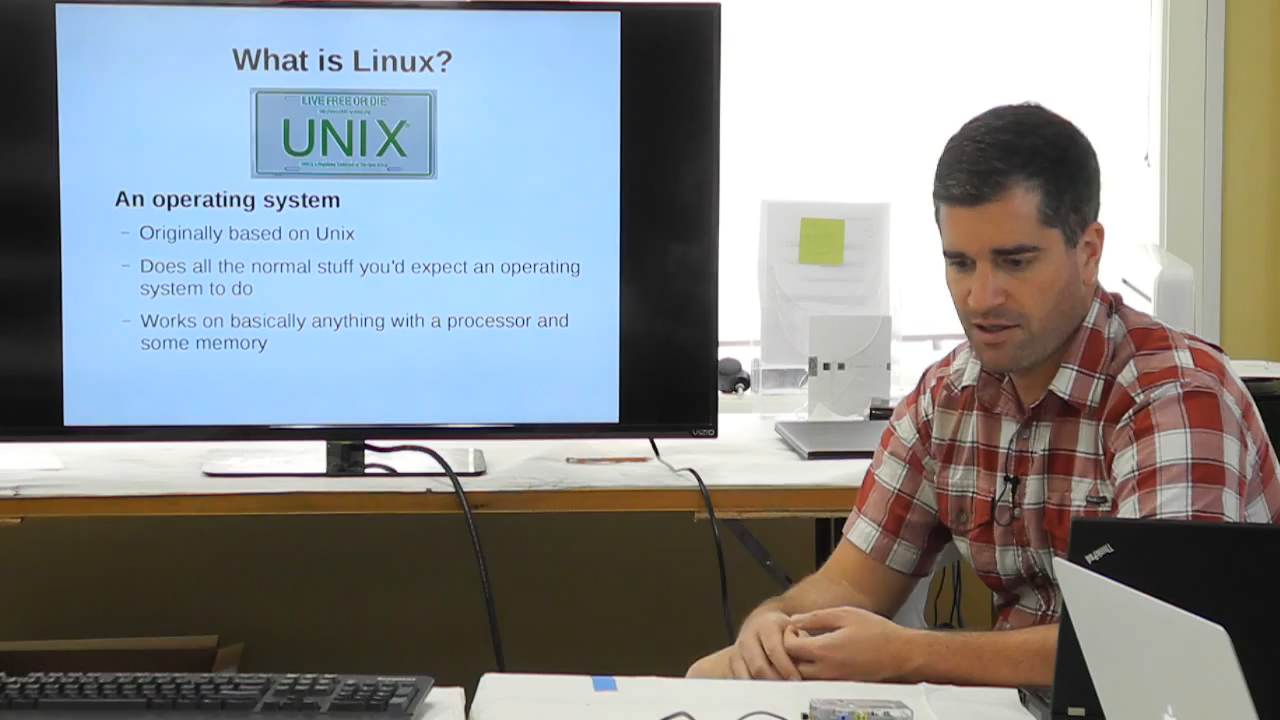 What is Linux?
LIVE FREE OR DIE
UNIX
An operating system
– Originally based on Unix
– Does all the normal stuff you'd expect an operating
system to do
– Works on basically anything with a processor and
some memory
VIZIO
ThinkPad